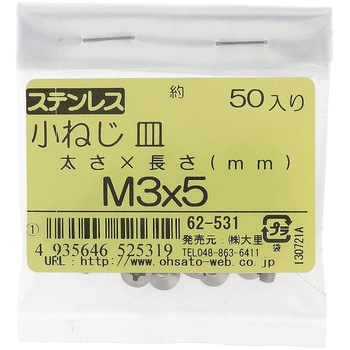 ステンレス 約 50入り
小ねじ 皿
太さ×長さ(mm)
M3x5
① 62-531
4 935646 525319
発売元:㈱大里
TEL048-863-6411
URL:http://www.ohsato-web.co.jp
プラ
袋
130721A